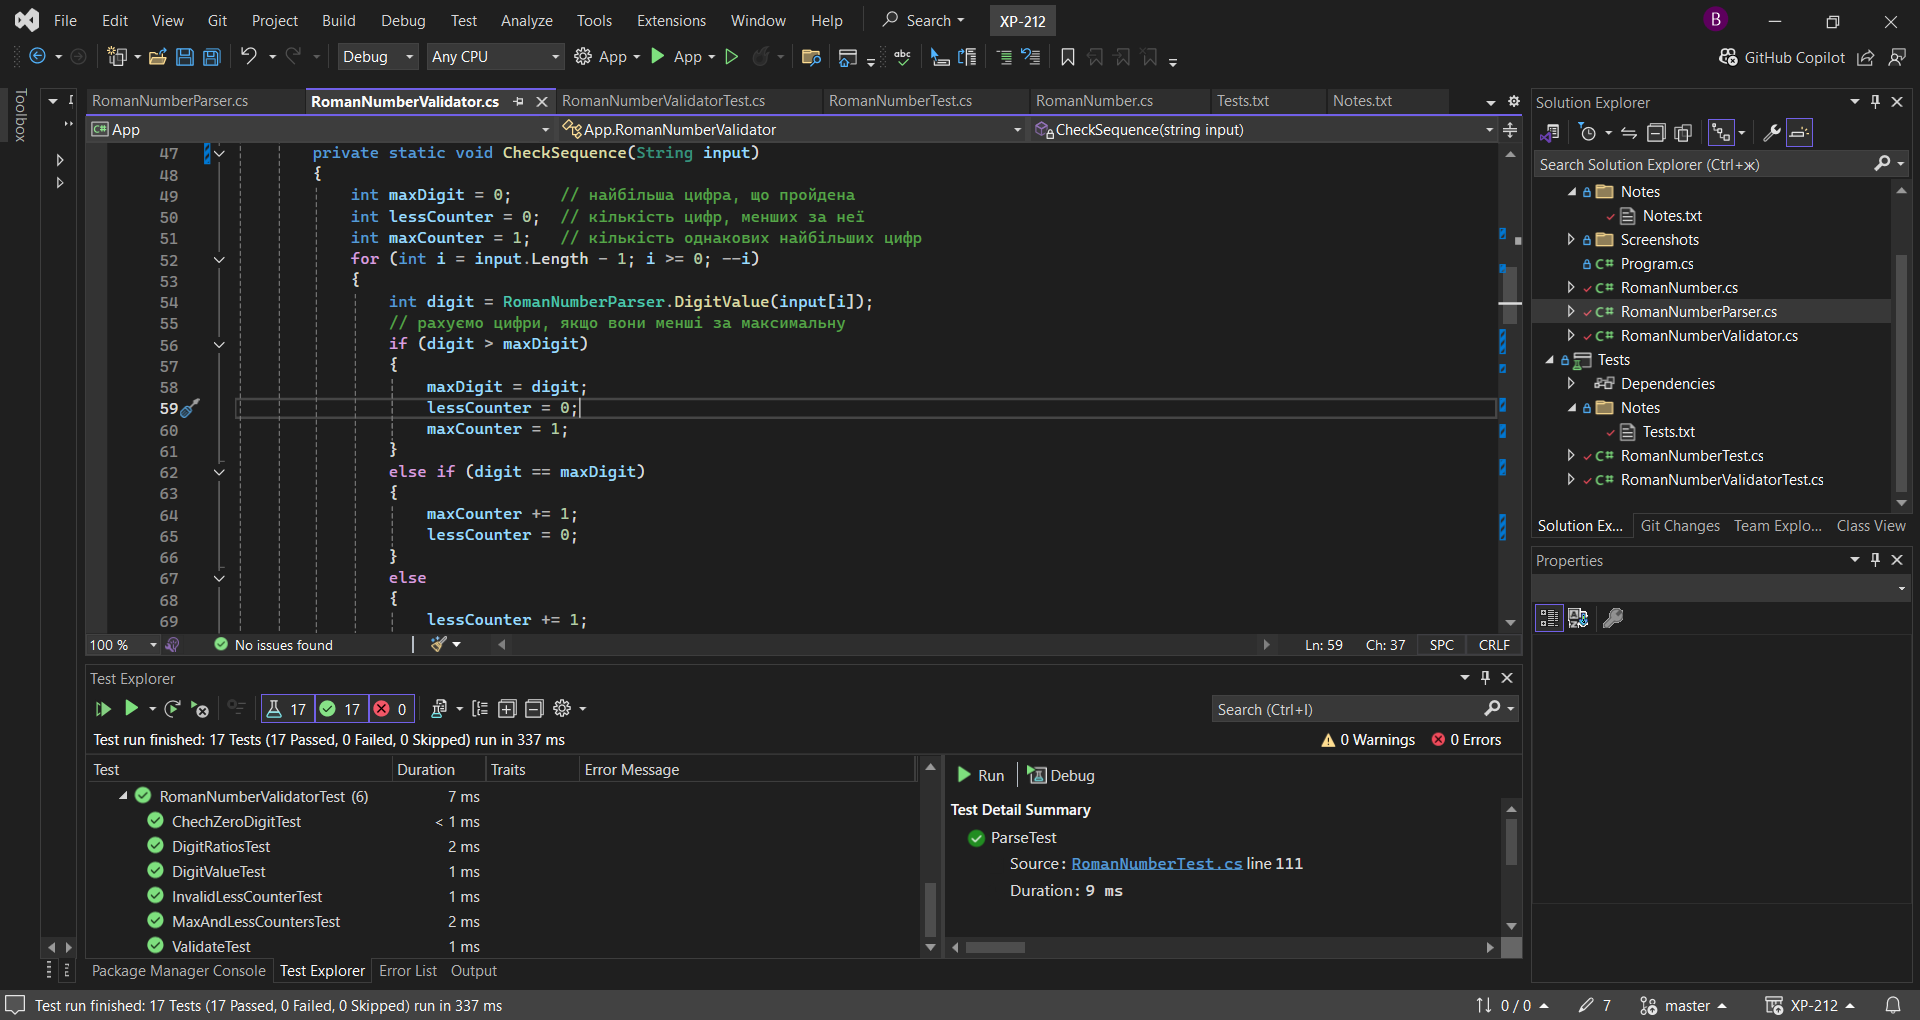 File Edit View Git Project Build Debug Test Analyze Tools Extensions Window Help Search XP-212 B
Debug Any CPU App App GitHub Copilot
Toolbox
RomanNumberParser.cs RomanNumberValidator.cs RomanNumberValidatorTest.cs RomanNumberTest.cs RomanNumber.cs Tests.txt Notes.txt
App App.RomanNumberValidator CheckSequence(string input)
47 private static void CheckSequence(String input)
48 {
49 int maxDigit = 0; // найбільша цифра, що пройдена
50 int lessCounter = 0; // кількість цифр, менших за неї
51 int maxCounter = 1; // кількість однакових найбільших цифр
52 for (int i = input.Length - 1; i >= 0; --i)
53 {
54 int digit = RomanNumberParser.DigitValue(input[i]);
55 // рахуємо цифри, якщо вони менші за максимальну
56 if (digit > maxDigit)
57 {
58 maxDigit = digit;
59 lessCounter = 0;
60 maxCounter = 1;
61 }
62 else if (digit == maxDigit)
63 {
64 maxCounter += 1;
65 lessCounter = 0;
66 }
67 else
68 {
69 lessCounter += 1;
100 % No issues found Ln: 59 Ch: 37 SPC CRLF
Solution Explorer
Search Solution Explorer (Ctrl+ж)
Notes
Notes.txt
Screenshots
C# Program.cs
C# RomanNumber.cs
C# RomanNumberParser.cs
C# RomanNumberValidator.cs
Tests
Dependencies
Notes
Tests.txt
C# RomanNumberTest.cs
C# RomanNumberValidatorTest.cs
Solution Ex... Git Changes Team Explo... Class View
Properties
Test Explorer
17 17 0 Search (Ctrl+I)
Test run finished: 17 Tests (17 Passed, 0 Failed, 0 Skipped) run in 337 ms 0 Warnings 0 Errors
Test Duration Traits Error Message
RomanNumberValidatorTest (6) 7 ms
ChechZeroDigitTest < 1 ms
DigitRatiosTest 2 ms
DigitValueTest 1 ms
InvalidLessCounterTest 1 ms
MaxAndLessCountersTest 2 ms
ValidateTest 1 ms
Run Debug
Test Detail Summary
ParseTest
Source: RomanNumberTest.cs line 111
Duration: 9 ms
Package Manager Console Test Explorer Error List Output
Test run finished: 17 Tests (17 Passed, 0 Failed, 0 Skipped) run in 337 ms 0 / 0 7 master XP-212